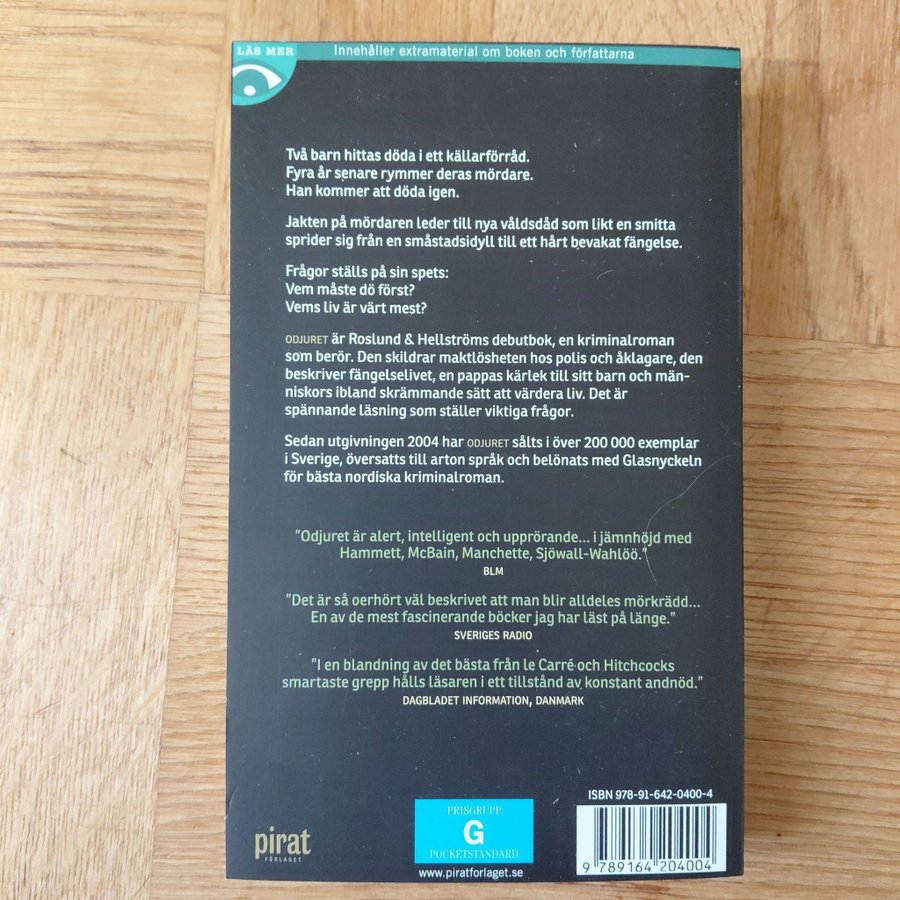 LÄS MER
Innehåller extramaterial om boken och författarna
Två barn hittas döda i ett källarförråd.
Fyra år senare rymmer deras mördare.
Han kommer att döda igen.
Jakten på mördaren leder till nya våldsdåd som likt en smitta
sprider sig från en småstadsidyll till ett hårt bevakat fängelse.
Frågor ställs på sin spets:
Vem måste dö först?
Vems liv är värt mest?
ODJURET är Roslund & Hellströms debutbok, en kriminalroman
som berör. Den skildrar maktlösheten hos polis och åklagare, den
beskriver fängelselivet, en pappas kärlek till sitt barn och män-
niskors ibland skrämmande sätt att värdera liv. Det är
spännande läsning som ställer viktiga frågor.
Sedan utgivningen 2004 har ODJURET sålts i över 200 000 exemplar
i Sverige, översatts till arton språk och belönats med Glasnyckeln
för bästa nordiska kriminalroman.
”Odjuret är alert, intelligent och upprörande... i jämnhöjd med
Hammett, McBain, Manchette, Sjöwall-Wahlöö.”
BLM
”Det är så oerhört väl beskrivet att man blir alldeles mörkrädd...
En av de mest fascinerande böcker jag har läst på länge.”
SVERIGES RADIO
”I en blandning av det bästa från le Carré och Hitchcocks
smartaste grepp hålls läsaren i ett tillstånd av konstant andnöd.”
DAGBLADET INFORMATION, DANMARK
ISBN 978-91-642-0400-4
9 789164 204004
PRISGRUPP
G
POCKETSTANDARD
www.piratforlaget.se
pirat
FÖRLAGET